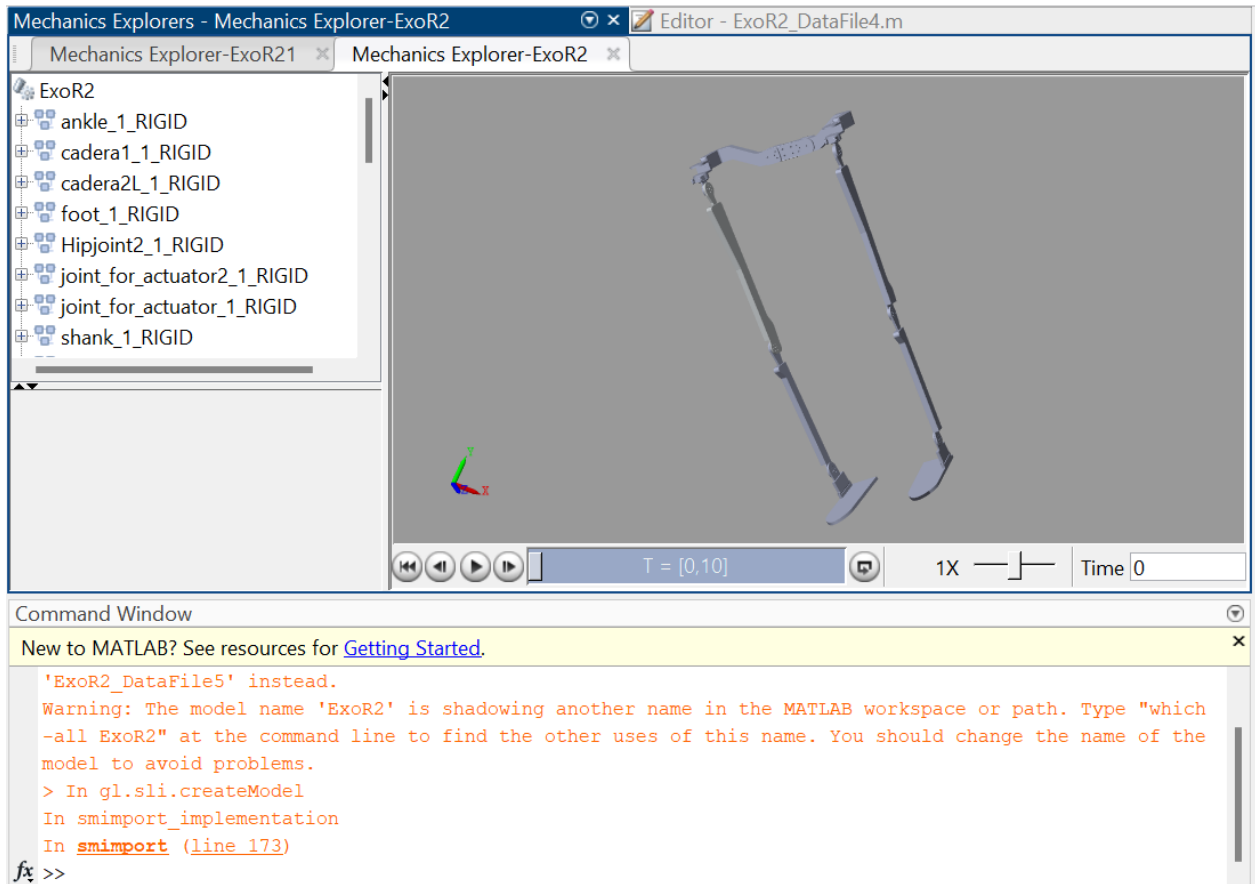 Mechanics Explorers - Mechanics Explorer-ExoR2
Editor - ExoR2_DataFile4.m
Mechanics Explorer-ExoR21
Mechanics Explorer-ExoR2
ExoR2
ankle_1_RIGID
cadera1_1_RIGID
cadera2L_1_RIGID
foot_1_RIGID
Hipjoint2_1_RIGID
joint_for_actuator2_1_RIGID
joint_for_actuator_1_RIGID
shank_1_RIGID
Y
X
T = [0,10]
1X
Time 0
Command Window
New to MATLAB? See resources for Getting Started.
'ExoR2_DataFile5' instead.
Warning: The model name 'ExoR2' is shadowing another name in the MATLAB workspace or path. Type "which
-all ExoR2" at the command line to find the other uses of this name. You should change the name of the
model to avoid problems.
> In gl.sli.createModel
In smimport_implementation
In smimport (line 173)
fx >>